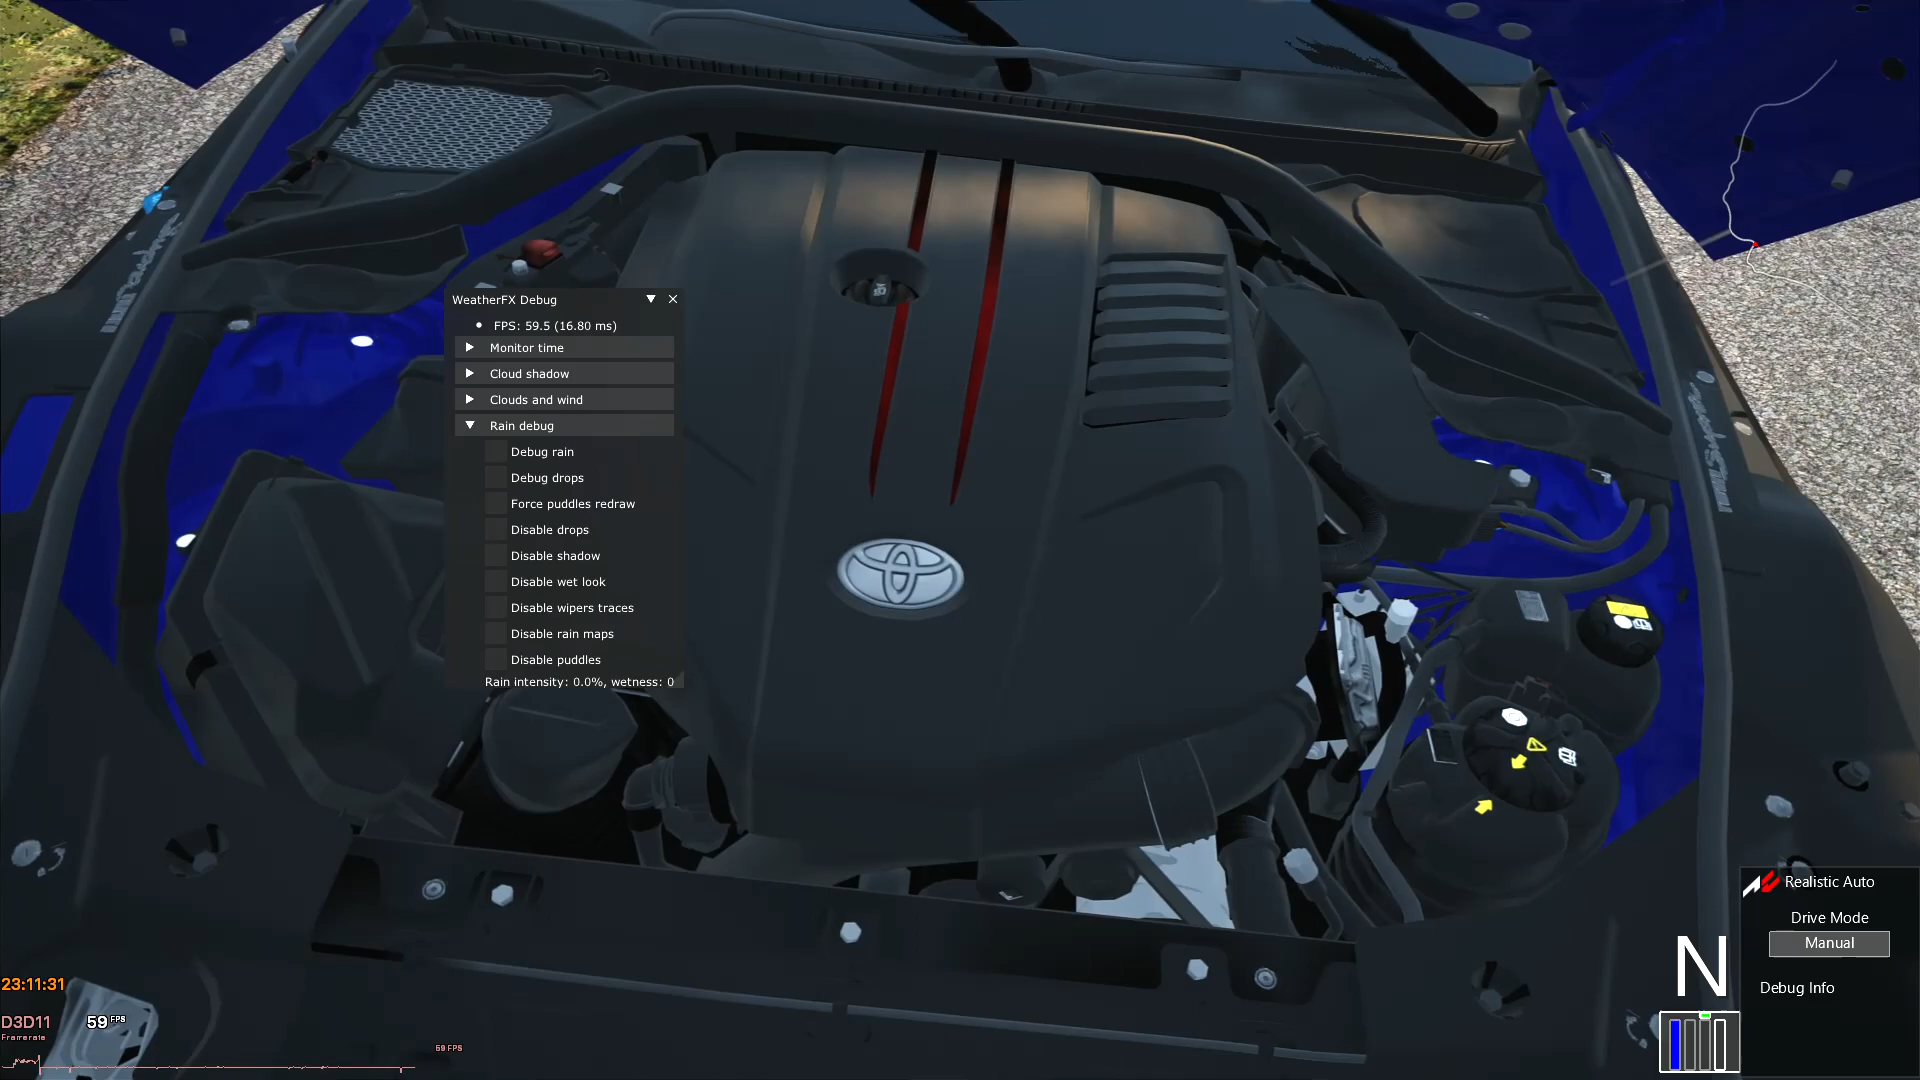 WeatherFX Debug
FPS: 59.5 (16.80 ms)
Monitor time
Cloud shadow
Clouds and wind
Rain debug
Debug rain
Debug drops
Force puddles redraw
Disable drops
Disable shadow
Disable wet look
Disable wipers traces
Disable rain maps
Disable puddles
Rain intensity: 0.0%, wetness: 0
Realistic Auto
Drive Mode
Manual
N
Debug Info
23:11:31
D3D11 59 FPS
Framerate
59 FPS